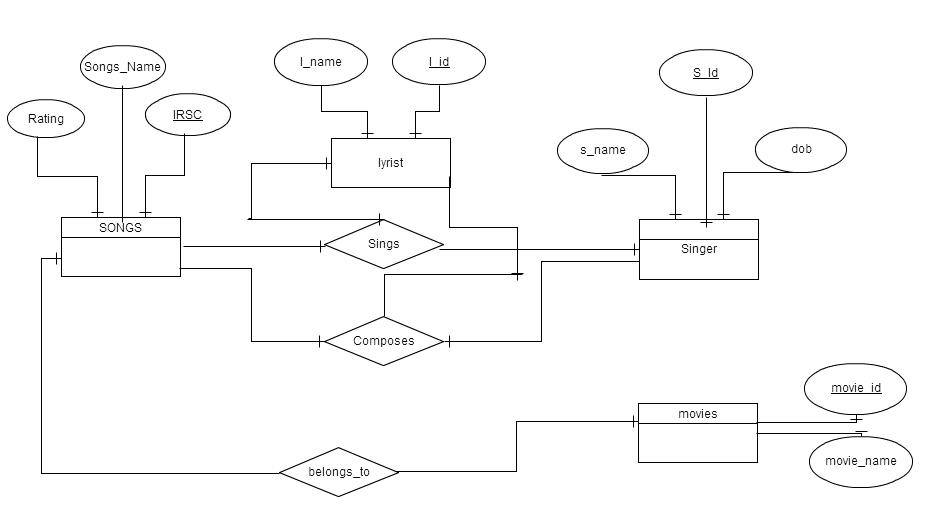 Songs_Name
l_name
l_id
S_Id
Rating
IRSC
s_name
dob
lyrist
SONGS
Sings
Singer
Composes
movie_id
movies
movie_name
belongs_to